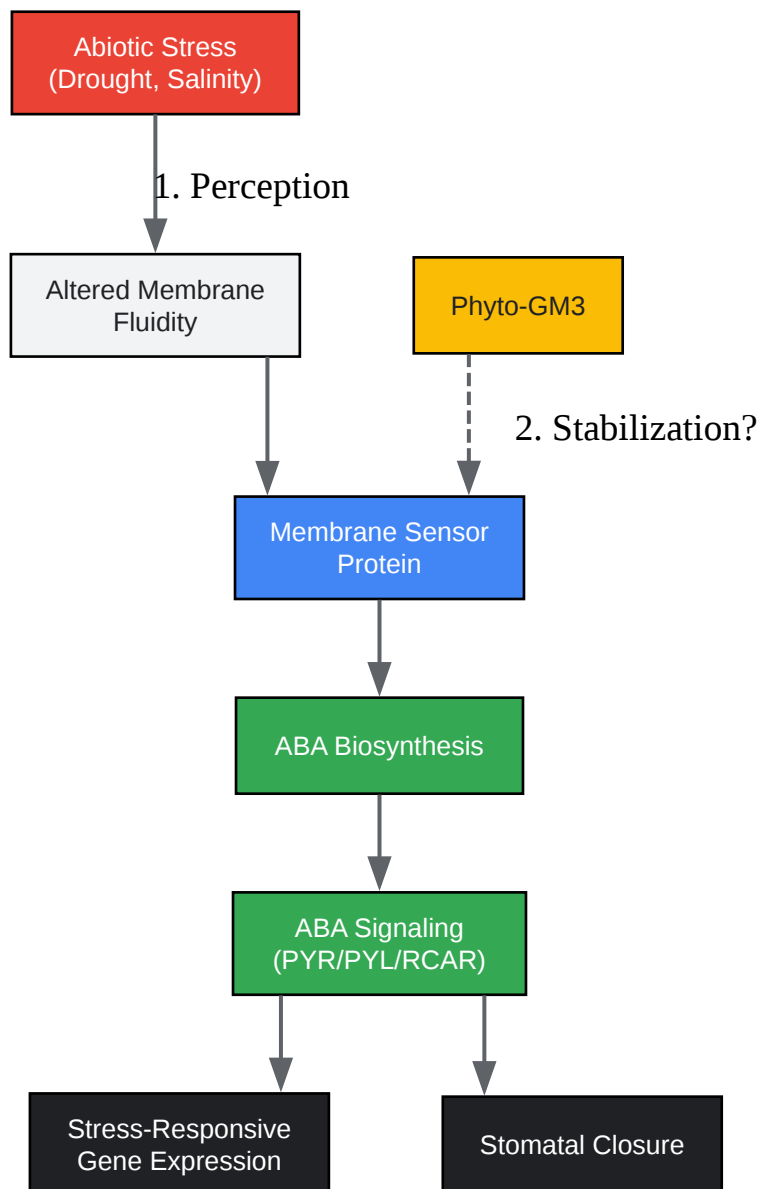 Abiotic Stress
(Drought, Salinity)
1. Perception
Altered Membrane
Fluidity
Phyto-GM3
2. Stabilization?
Membrane Sensor
Protein
ABA Biosynthesis
ABA Signaling
(PYR/PYL/RCAR)
Stress-Responsive
Gene Expression
Stomatal Closure